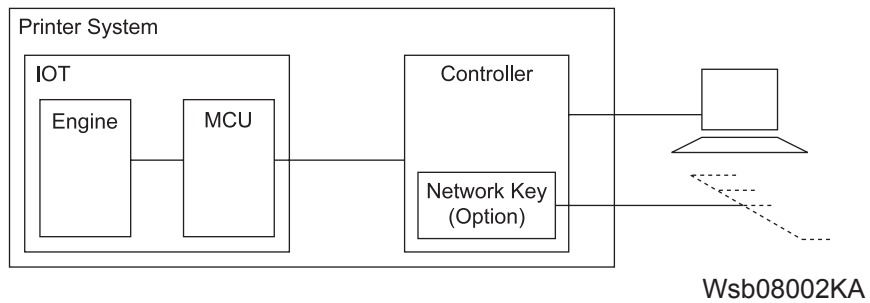 Printer System
IOT
Controller
Engine
MCU
Network Key
(Option)
Wsb08002KA